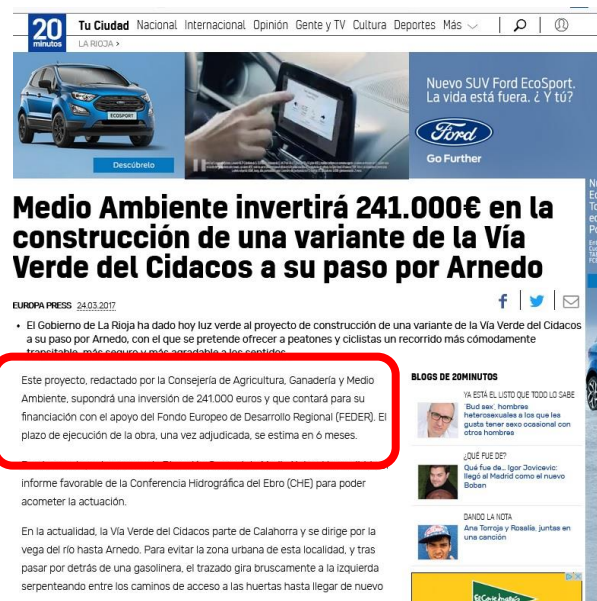 20
minutos
Tu Ciudad Nacional Internacional Opinión Gente y TV Cultura Deportes Más
LA RIOJA >
Nuevo SUV Ford EcoSport.
La vida está fuera. ¿ Y tú?
Ford
Go Further
ECOSPORT
Descúbrelo
Medio Ambiente invertirá 241.000€ en la
construcción de una variante de la Vía
Verde del Cidacos a su paso por Arnedo
EUROPA PRESS 24.03.2017
• El Gobierno de La Rioja ha dado hoy luz verde al proyecto de construcción de una variante de la Vía Verde del Cidacos
a su paso por Arnedo, con el que se pretende ofrecer a peatones y ciclistas un recorrido más cómodamente
transitable, más seguro y más agradable a los sentidos.
Este proyecto, redactado por la Consejería de Agricultura, Ganadería y Medio
Ambiente, supondrá una inversión de 241.000 euros y que contará para su
financiación con el apoyo del Fondo Europeo de Desarrollo Regional (FEDER). El
plazo de ejecución de la obra, una vez adjudicada, se estima en 6 meses.
informe favorable de la Conferencia Hidrográfica del Ebro (CHE) para poder
acometer la actuación.
En la actualidad, la Vía Verde del Cidacos parte de Calahorra y se dirige por la
vega del río hasta Arnedo. Para evitar la zona urbana de esta localidad, y tras
pasar por detrás de una gasolinera, el trazado gira bruscamente a la izquierda
serpenteando entre los caminos de acceso a las huertas hasta llegar de nuevo
BLOGS DE 20MINUTOS
YA ESTÁ EL LISTO QUE TODO LO SABE
'Bud sex', hombres
heterosexuales a los que les
gusta tener sexo ocasional con
otros hombres
¿QUÉ FUE DE?
Qué fue de... Igor Jovicevic:
llegó al Madrid como el nuevo
Boban
DANDO LA NOTA
Ana Torroja y Rosalía, juntas en
una canción
El Corte Inglés